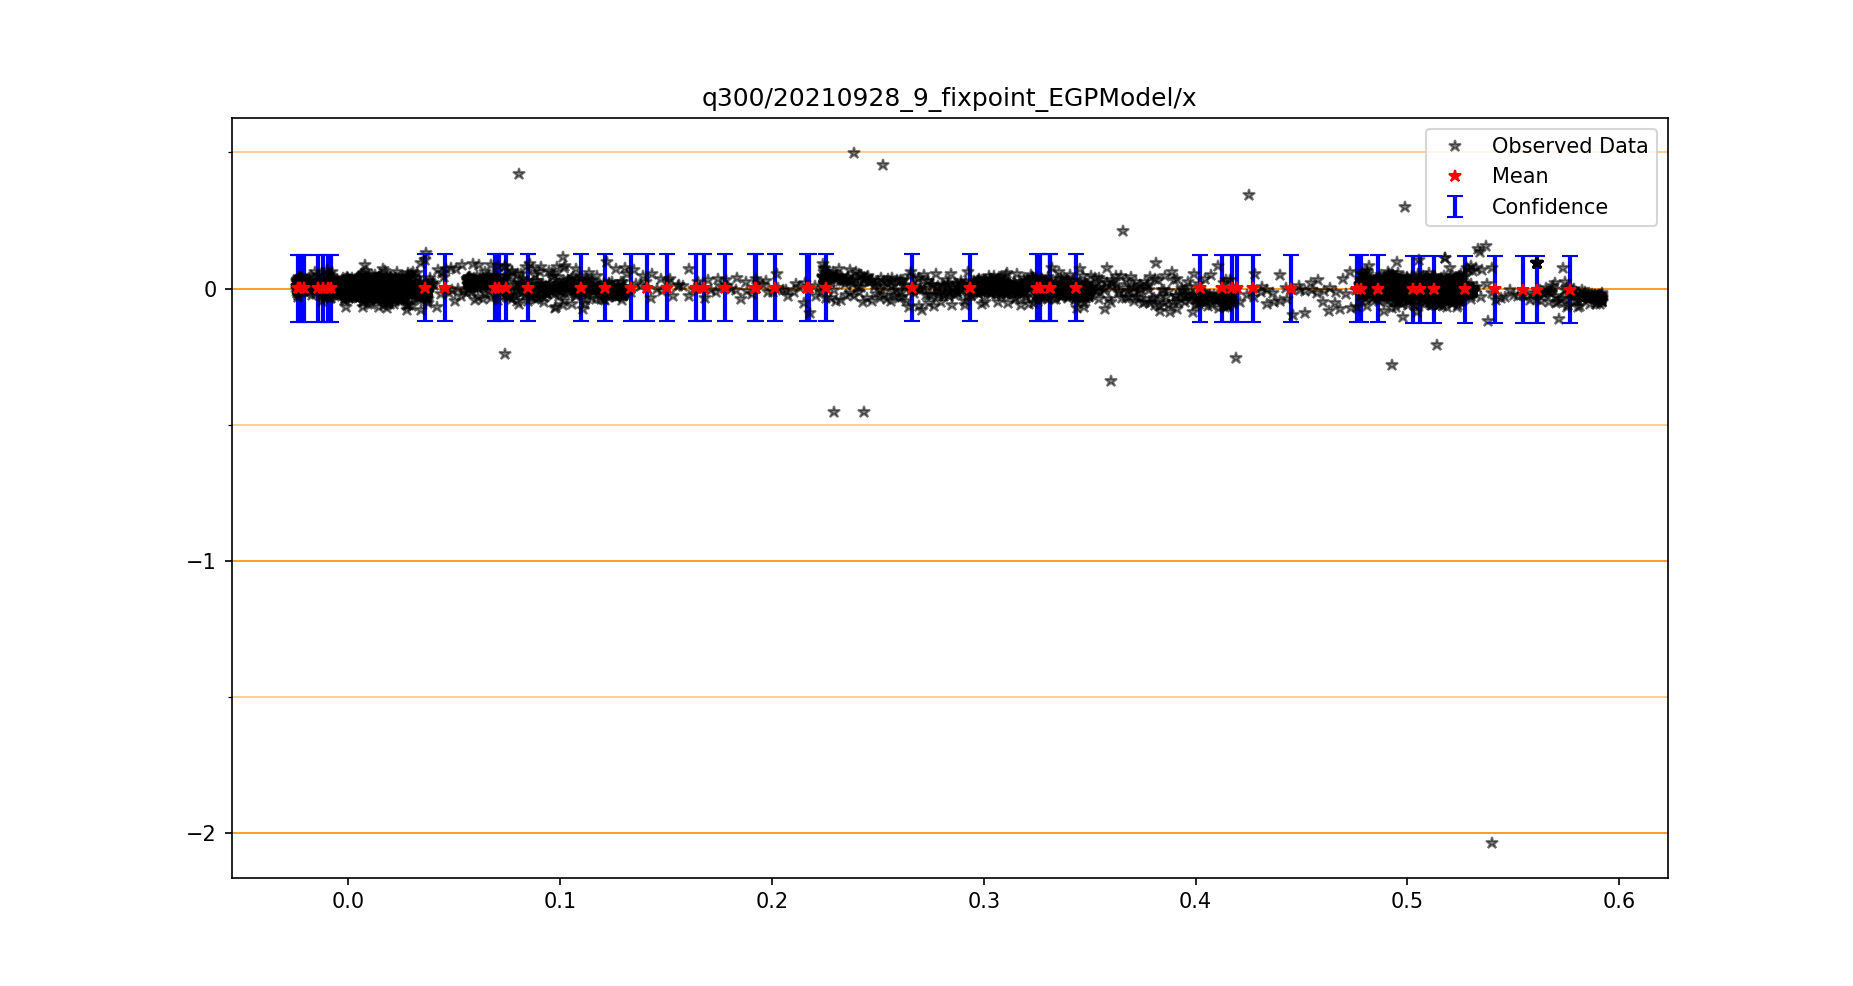 q300/20210928_9_fixpoint_EGPModel/x
Observed Data
Mean
Confidence
0
−1
−2
0.0 0.1 0.2 0.3 0.4 0.5 0.6